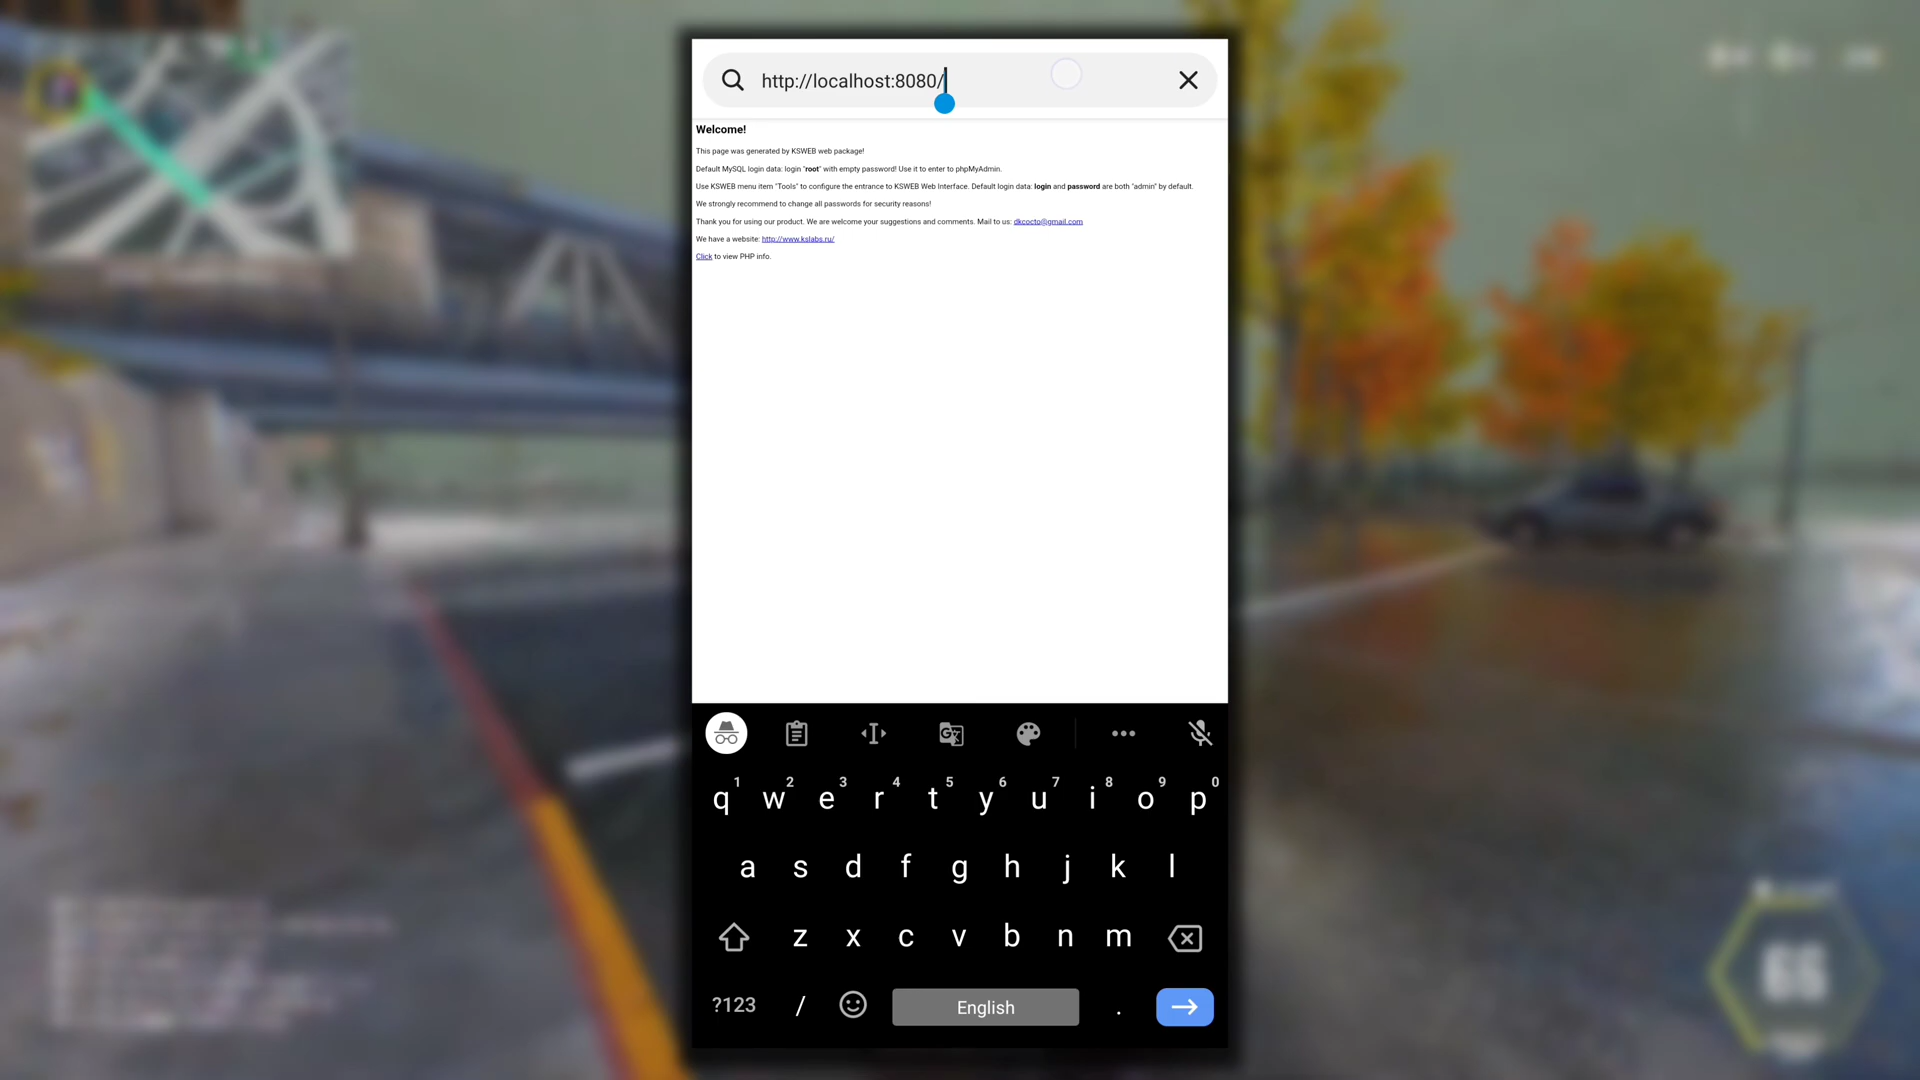 http://localhost:8080/
Welcome!
This page was generated by KSWEB web package!
Default MySQL login data: login "root" with empty password! Use it to enter to phpMyAdmin.
Use KSWEB menu item "Tools" to configure the entrance to KSWEB Web Interface. Default login data: login and password are both "admin" by default.
We strongly recommend to change all passwords for security reasons!
Thank you for using our product. We are welcome your suggestions and comments. Mail to us: dkcocto@gmail.com
We have a website: http://www.kslabs.ru/
Click to view PHP info.
1 2 3 4 5 6 7 8 9 0
q w e r t y u i o p
a s d f g h j k l
z x c v b n m
?123 / English .
66